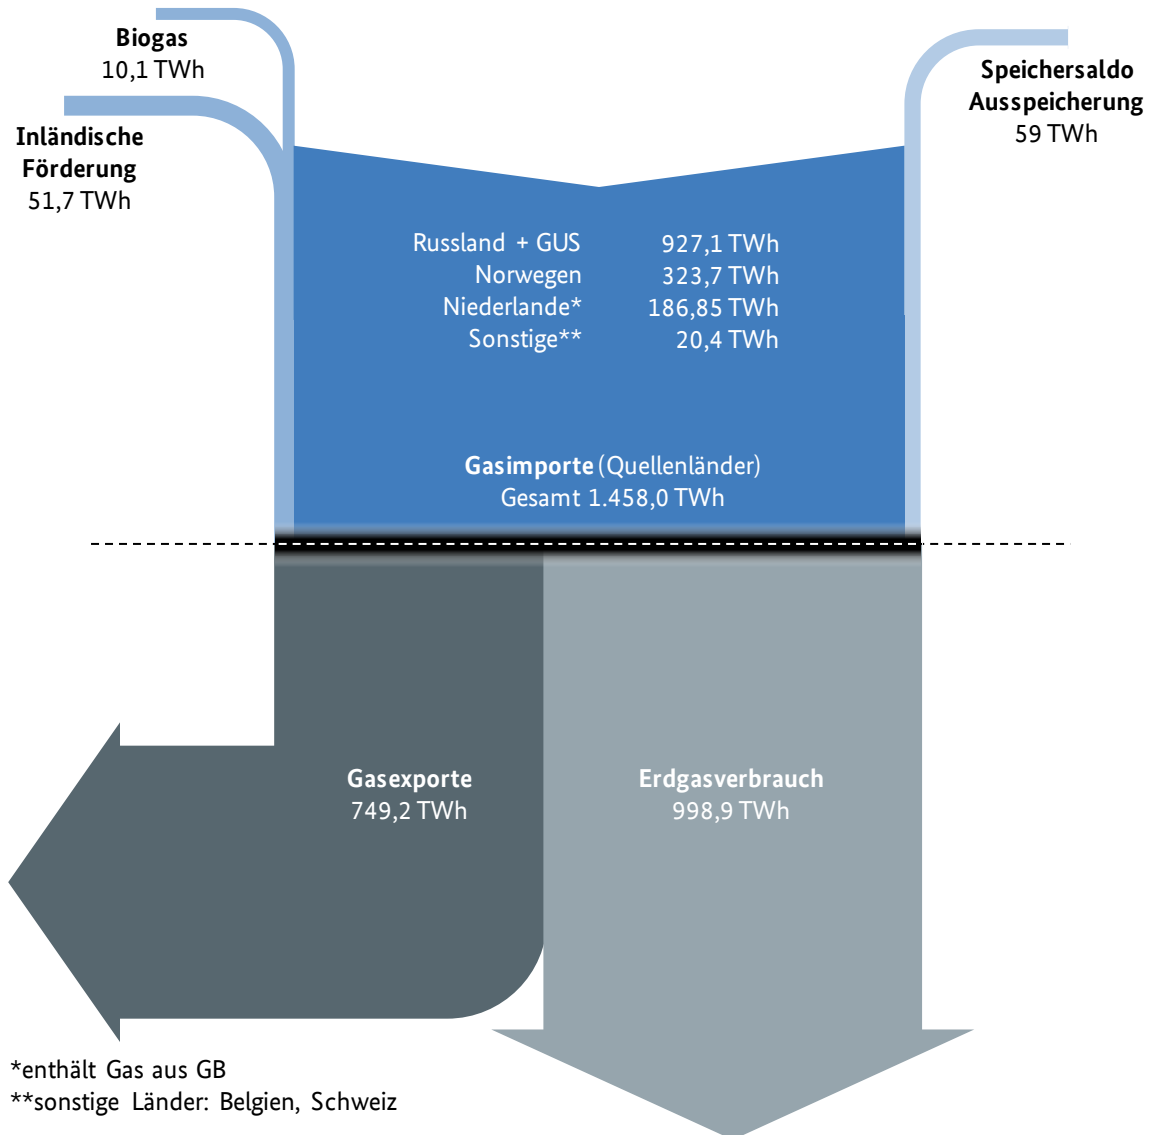 Biogas
10,1 TWh
Inländische
Förderung
51,7 TWh
Speichersaldo
Ausspeicherung
59 TWh
Russland + GUS 927,1 TWh
Norwegen 323,7 TWh
Niederlande* 186,85 TWh
Sonstige** 20,4 TWh
Gasimporte (Quellenländer)
Gesamt 1.458,0 TWh
Gasexporte
749,2 TWh
Erdgasverbrauch
998,9 TWh
*enthält Gas aus GB
**sonstige Länder: Belgien, Schweiz